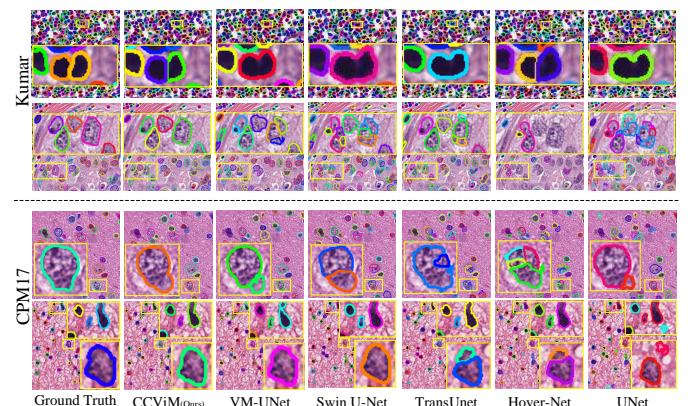 Kumar
CPM17
Ground Truth CCViM(Ours) VM-UNet Swin U-Net TransUnet Hover-Net UNet